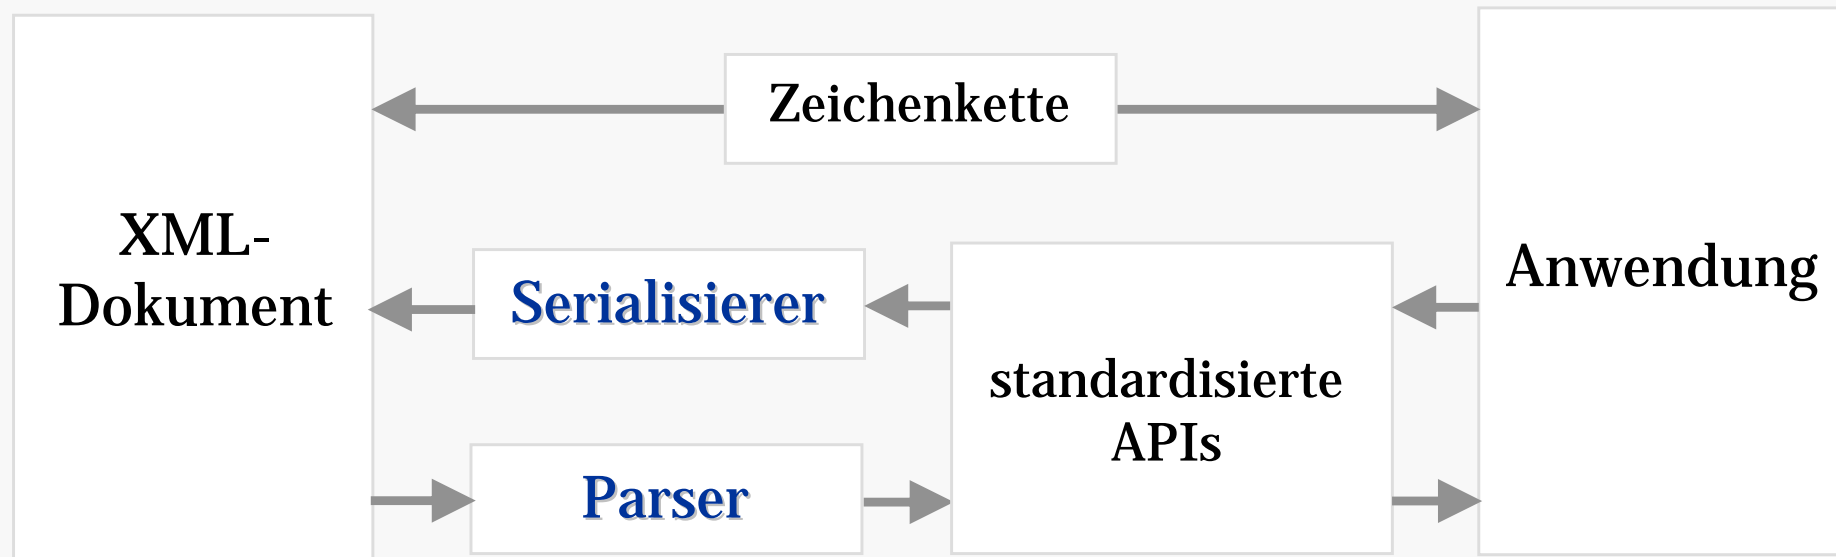 Zeichenkette
XML-
Dokument
Serialisierer
Anwendung
standardisierte
APIs
Parser